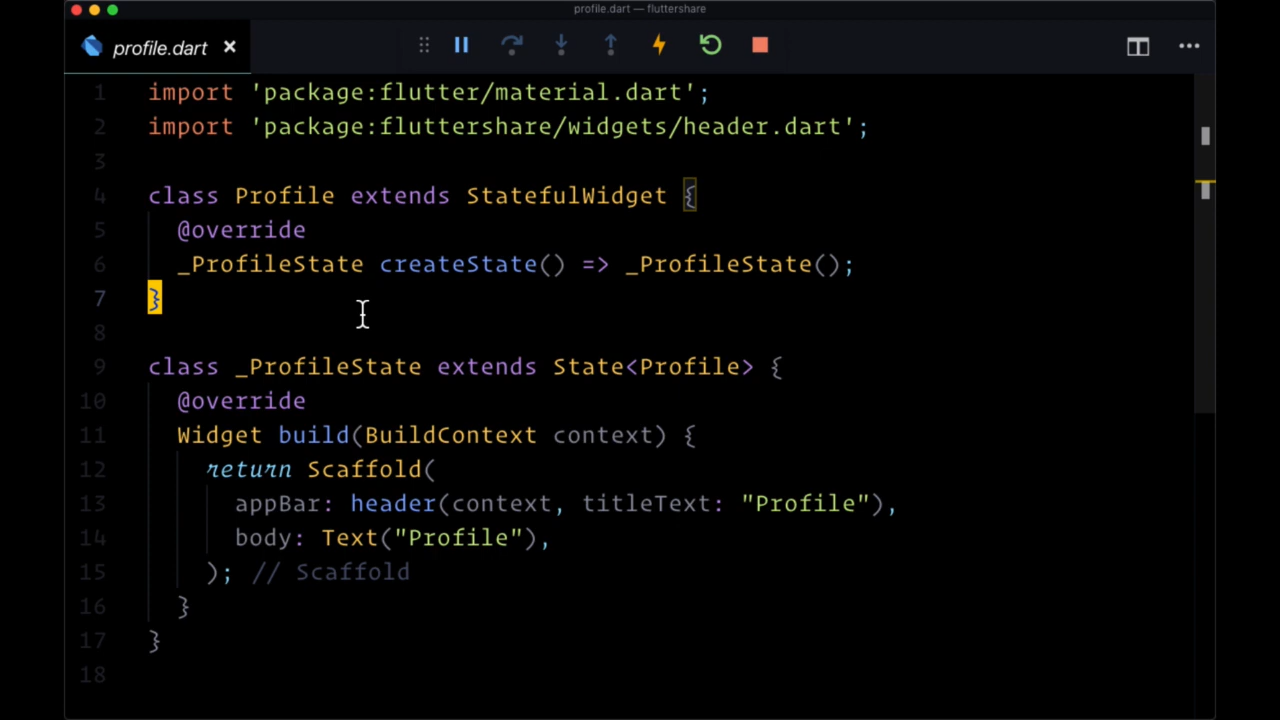 profile.dart — fluttershare
profile.dart ×
1 import 'package:flutter/material.dart';
2 import 'package:fluttershare/widgets/header.dart';
3
4 class Profile extends StatefulWidget {
5 @override
6 _ProfileState createState() => _ProfileState();
7 }
8
9 class _ProfileState extends State<Profile> {
10 @override
11 Widget build(BuildContext context) {
12 return Scaffold(
13 appBar: header(context, titleText: "Profile"),
14 body: Text("Profile"),
15 ); // Scaffold
16 }
17 }
18